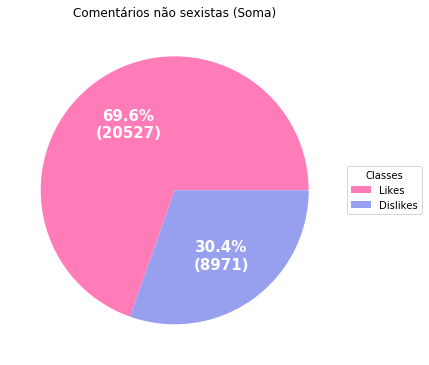 Comentários não sexistas (Soma)
69.6%
(20527)
30.4%
(8971)
Classes
Likes
Dislikes